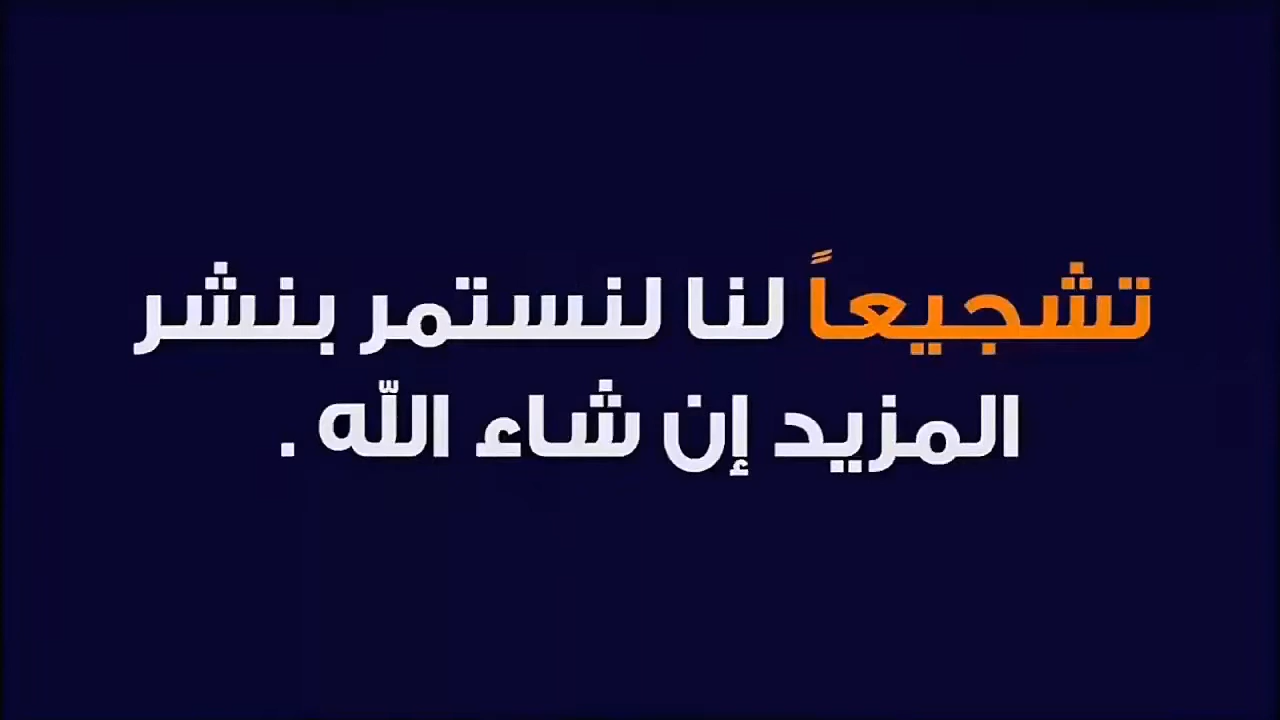 تشجيعاً لنا لنستمر بنشر
المزيد إن شاء اللّه .